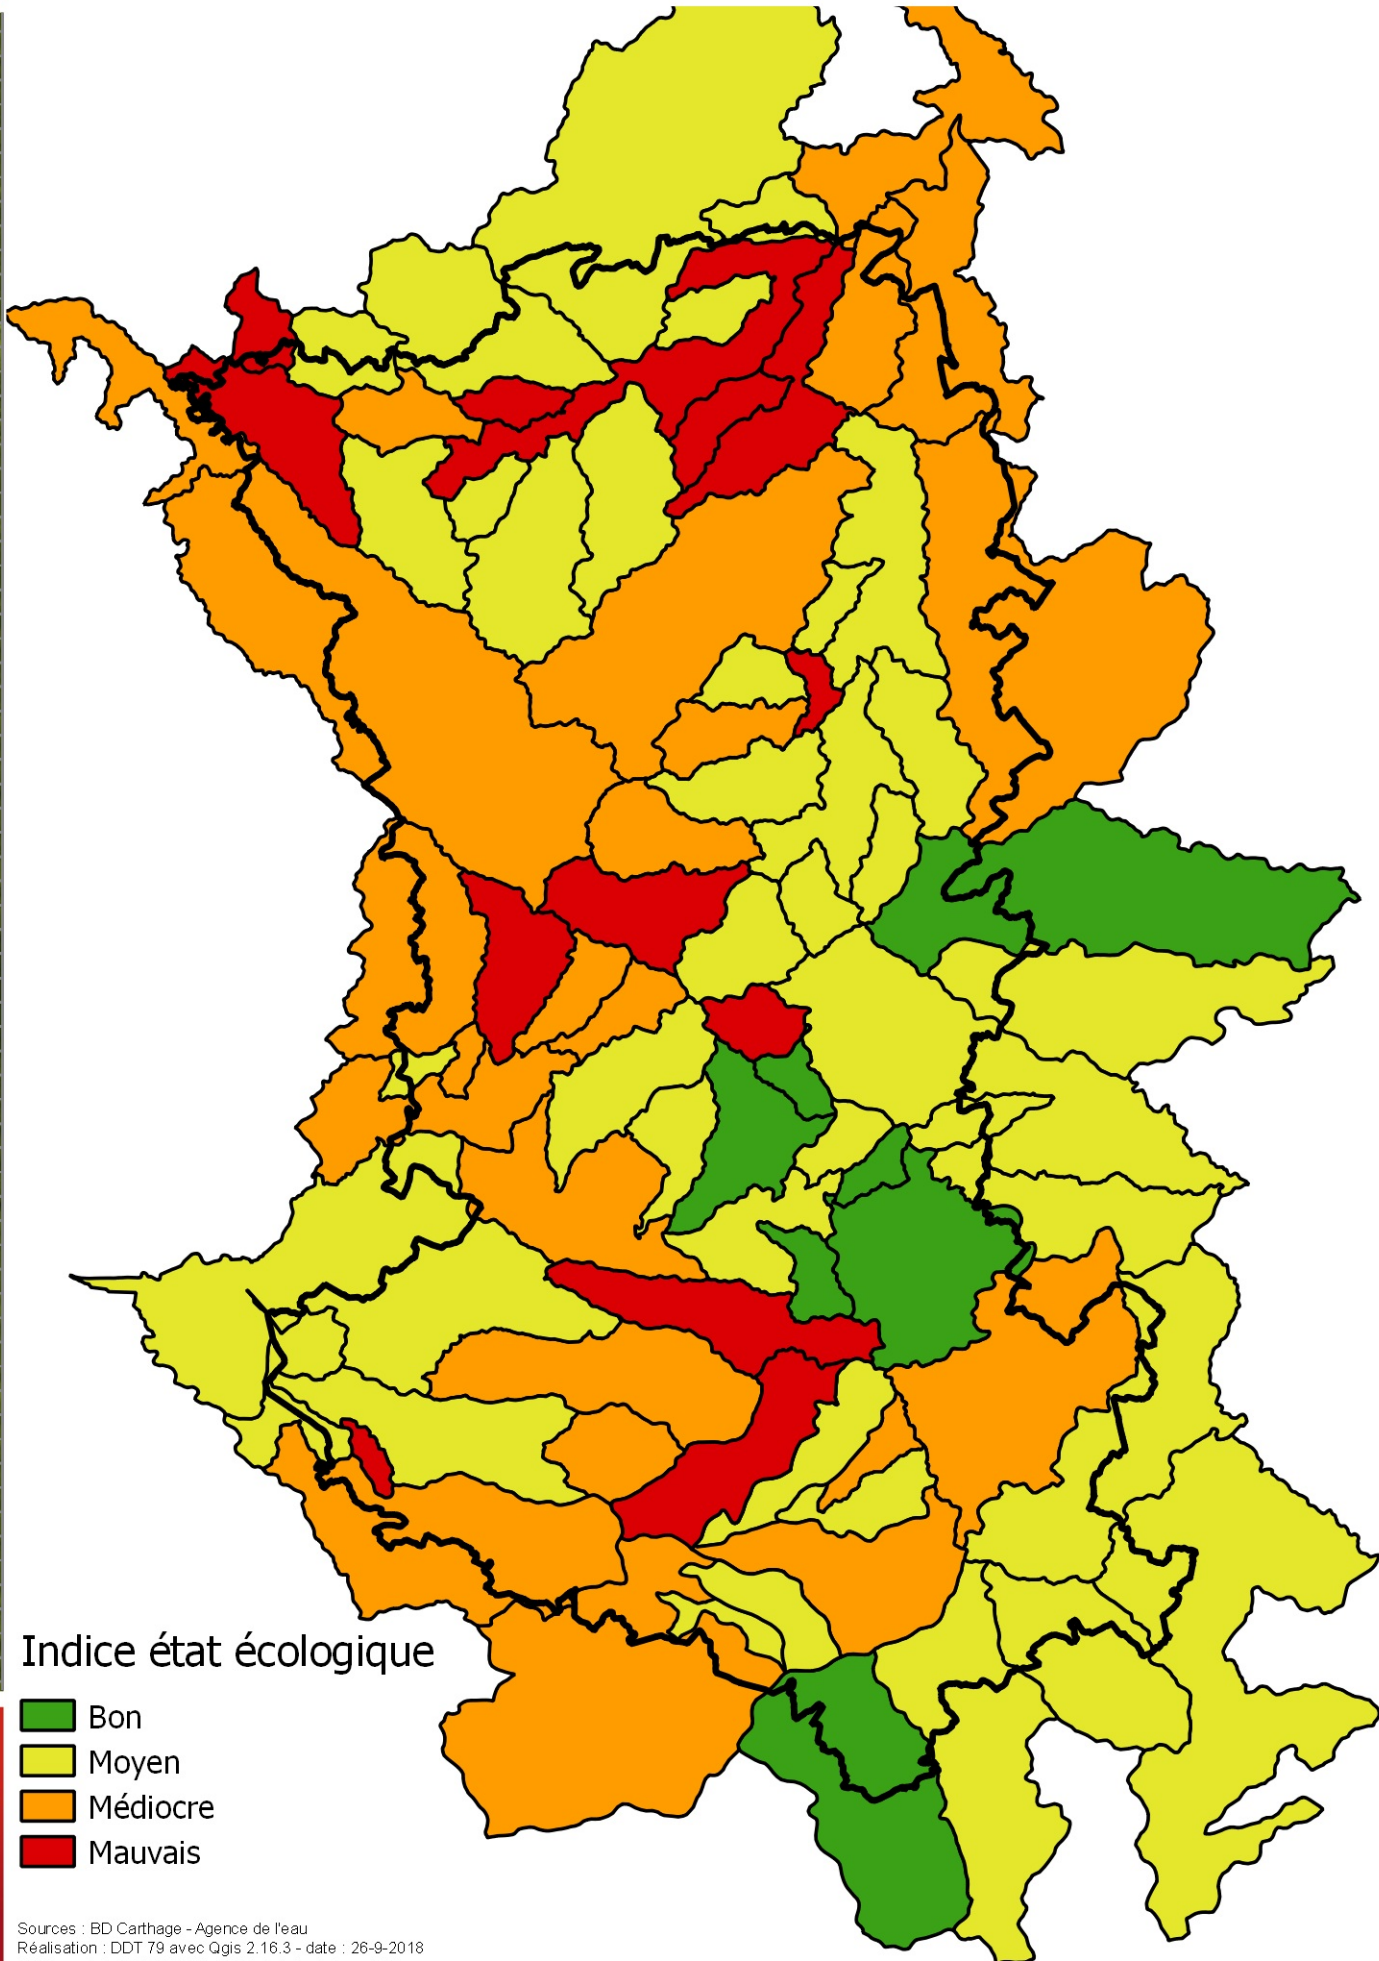 Indice état écologique
Bon
Moyen
Médiocre
Mauvais
Sources : BD Carthage - Agence de l'eau
Réalisation : DDT 79 avec Qgis 2.16.3 - date : 26-9-2018